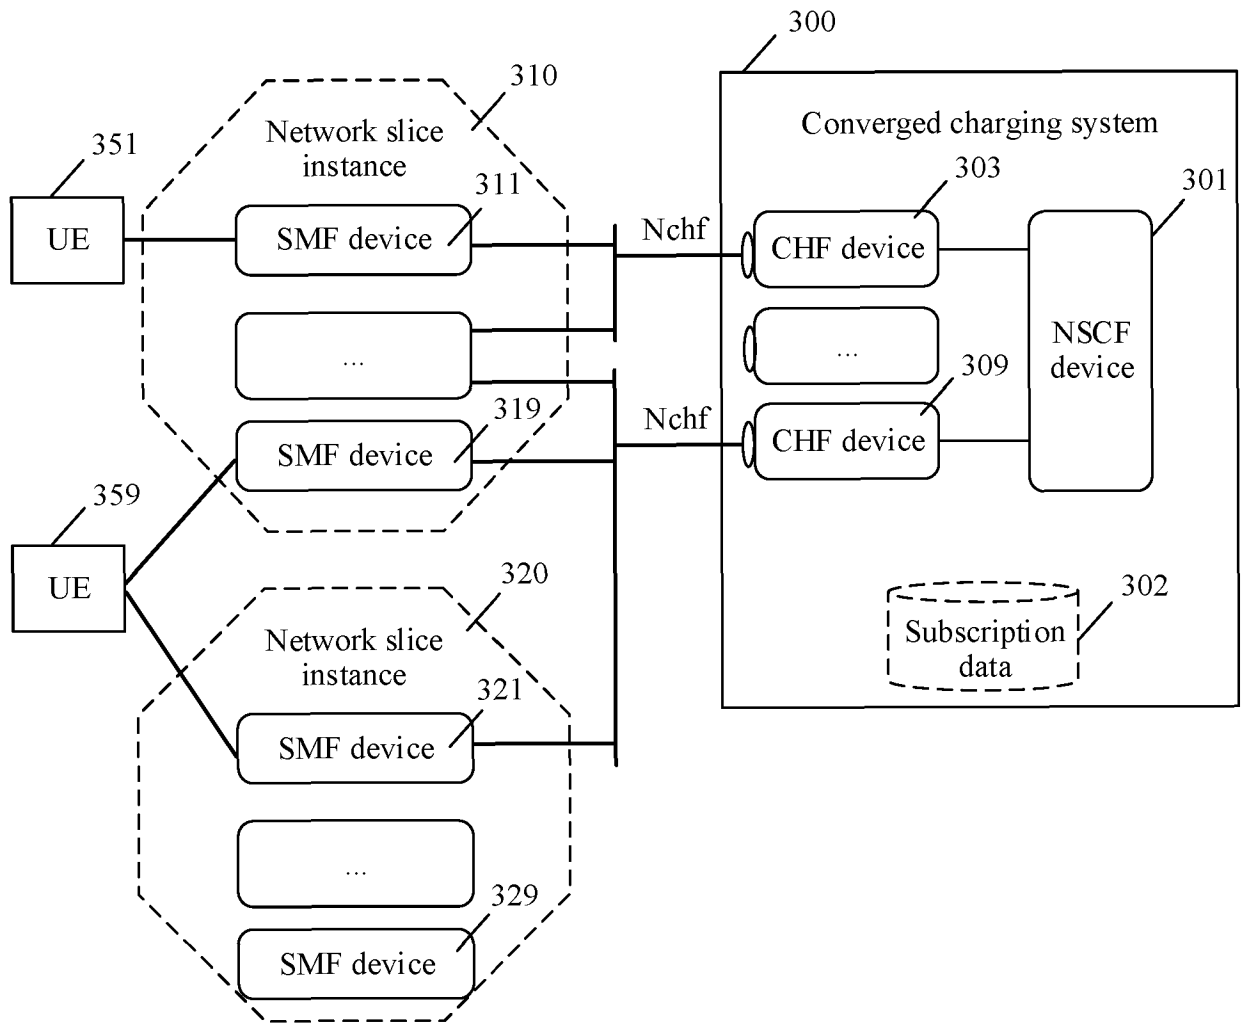 300
310
Network slice
instance
Converged charging system
351
311
303
301
UE
SMF device
Nchf
CHF device
...
...
NSCF
device
309
319
Nchf
SMF device
CHF device
359
UE
320
302
Network slice
instance
Subscription
data
321
SMF device
...
329
SMF device